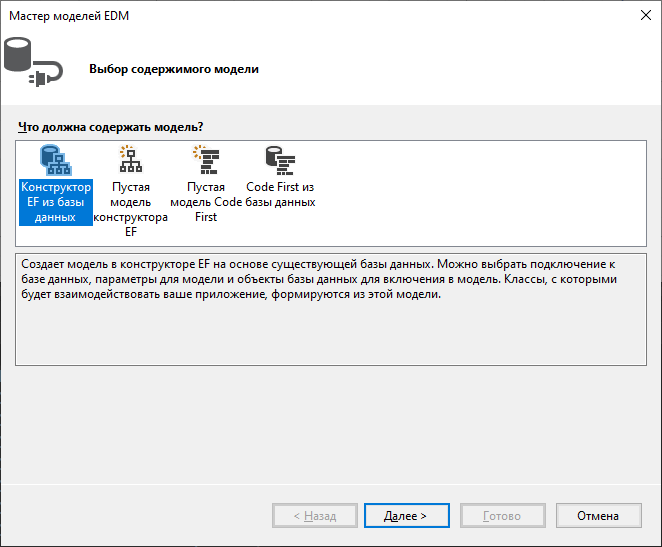 Мастер моделей EDM
Выбор содержимого модели
Что должна содержать модель?
Конструктор
EF из базы
данных
Пустая
модель
конструктора
EF
Пустая
модель Code
First
Code First из
базы данных
Создает модель в конструкторе EF на основе существующей базы данных. Можно выбрать подключение к
базе данных, параметры для модели и объекты базы данных для включения в модель. Классы, с которыми
будет взаимодействовать ваше приложение, формируются из этой модели.
< Назад
Далее >
Готово
Отмена